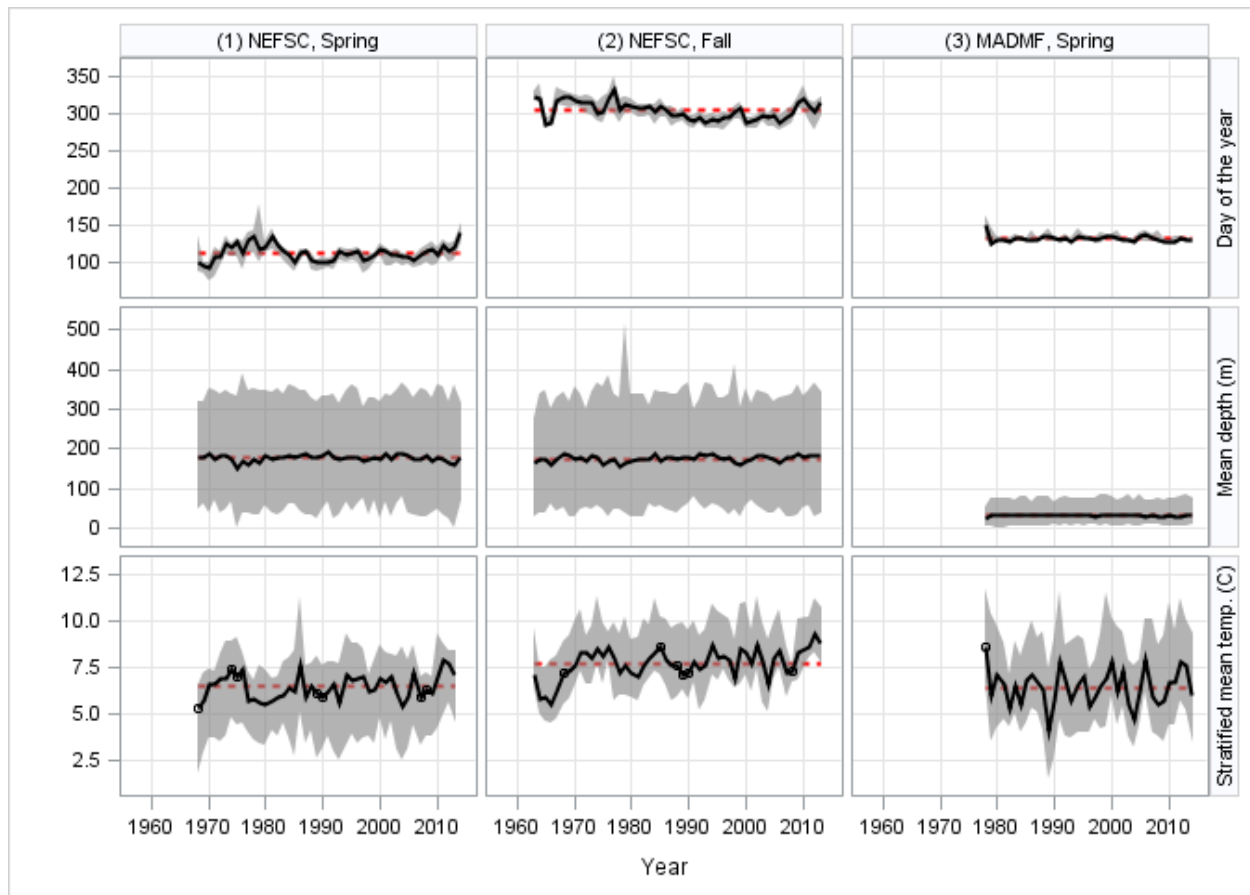 (1) NEFSC, Spring
(2) NEFSC, Fall
(3) MADMF, Spring
350
300
250
200
150
100
Day of the year
500
400
300
200
100
0
Mean depth (m)
12.5
10.0
7.5
5.0
2.5
Stratified mean temp. (C)
1960 1970 1980 1990 2000 2010
1960 1970 1980 1990 2000 2010
1960 1970 1980 1990 2000 2010
Year